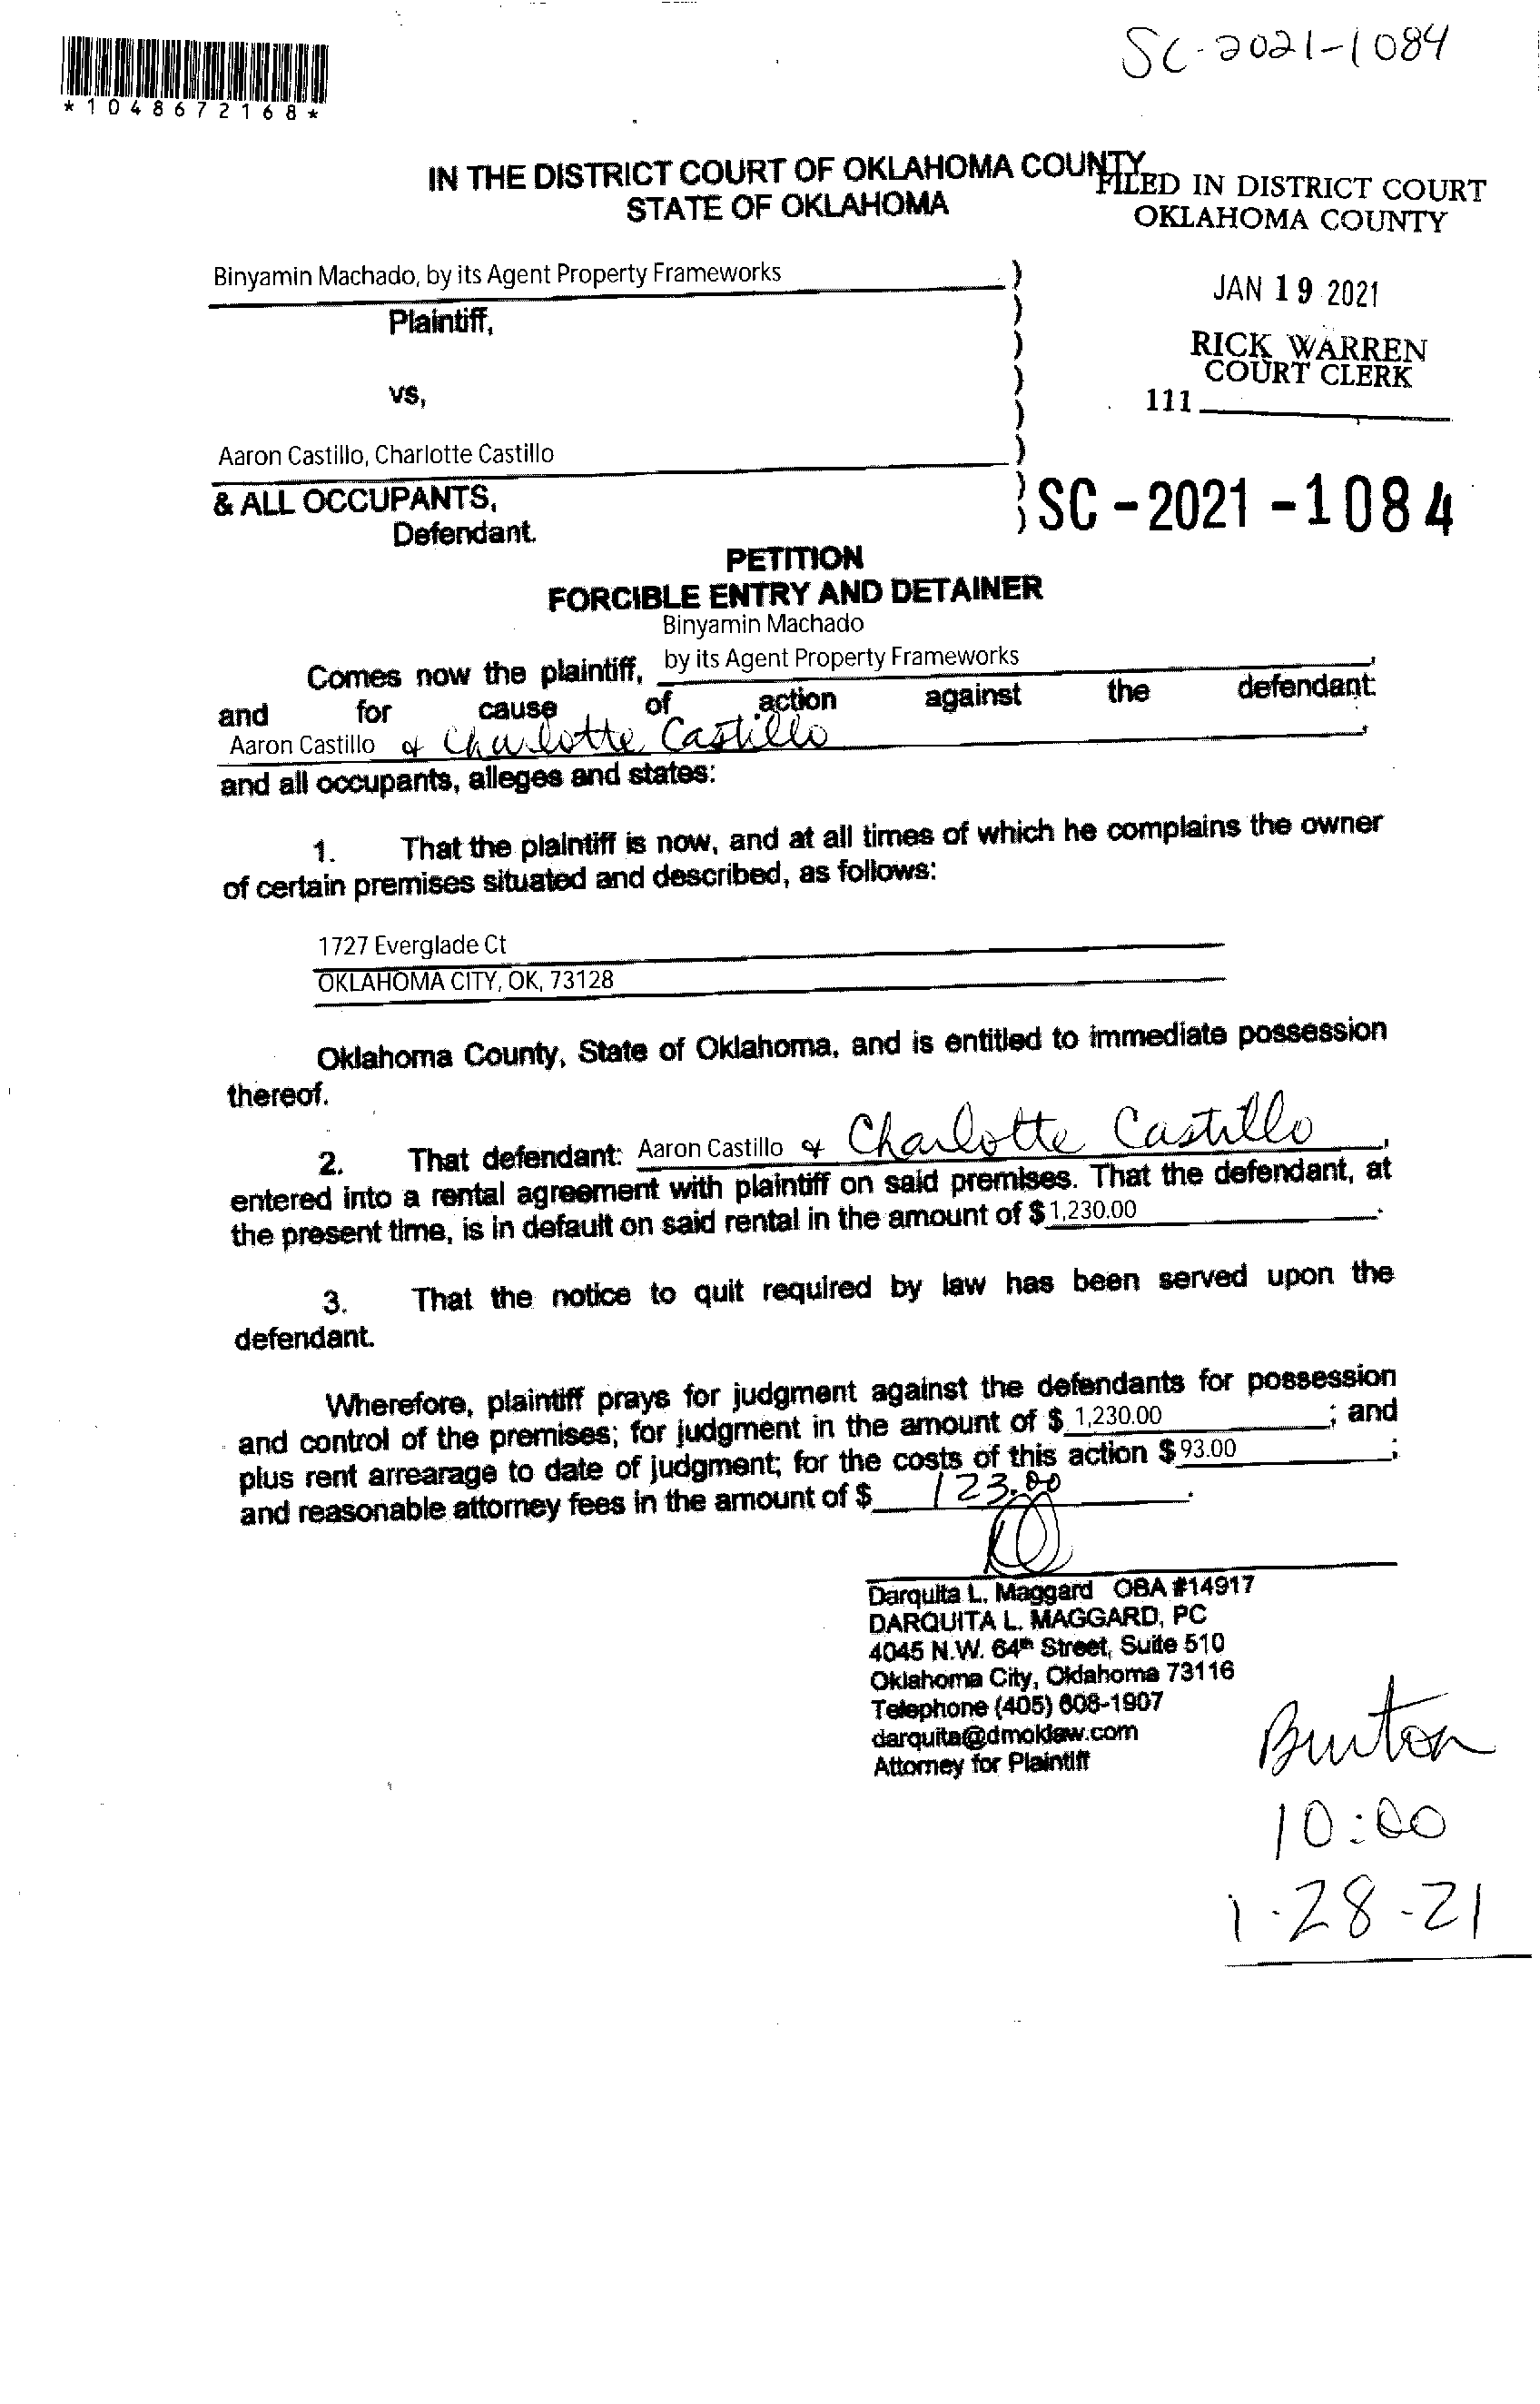 SC-2021-1084
*1048672168*
IN THE DISTRICT COURT OF OKLAHOMA COUNTY
STATE OF OKLAHOMA
FILED IN DISTRICT COURT
OKLAHOMA COUNTY
JAN 19 2021
RICK WARREN
COURT CLERK
111
Binyamin Machado, by its Agent Property Frameworks )
Plaintiff, )
)
vs, )
)
Aaron Castillo, Charlotte Castillo )
& ALL OCCUPANTS, )
Defendant. )
SC-2021-1084
PETITION
FORCIBLE ENTRY AND DETAINER
Binyamin Machado
Comes now the plaintiff, by its Agent Property Frameworks ,
and for cause of action against the defendant:
Aaron Castillo & Charlotte Castillo ,
and all occupants, alleges and states:
1. That the plaintiff is now, and at all times of which he complains the owner
of certain premises situated and described, as follows:
1727 Everglade Ct
OKLAHOMA CITY, OK, 73128
Oklahoma County, State of Oklahoma, and is entitled to immediate possession
thereof.
2. That defendant: Aaron Castillo & Charlotte Castillo ,
entered into a rental agreement with plaintiff on said premises. That the defendant, at
the present time, is in default on said rental in the amount of $1,230.00 .
3. That the notice to quit required by law has been served upon the
defendant.
Wherefore, plaintiff prays for judgment against the defendants for possession
and control of the premises; for judgment in the amount of $ 1,230.00 ; and
plus rent arrearage to date of judgment; for the costs of this action $93.00 ;
and reasonable attorney fees in the amount of $ 123.00 .
Darquita L. Maggard OBA #14917
DARQUITA L. MAGGARD, PC
4045 N.W. 64th Street, Suite 510
Oklahoma City, Oklahoma 73116
Telephone (405) 608-1907
darquita@dmoklaw.com
Attorney for Plaintiff
Burton
10:00
1-28-21